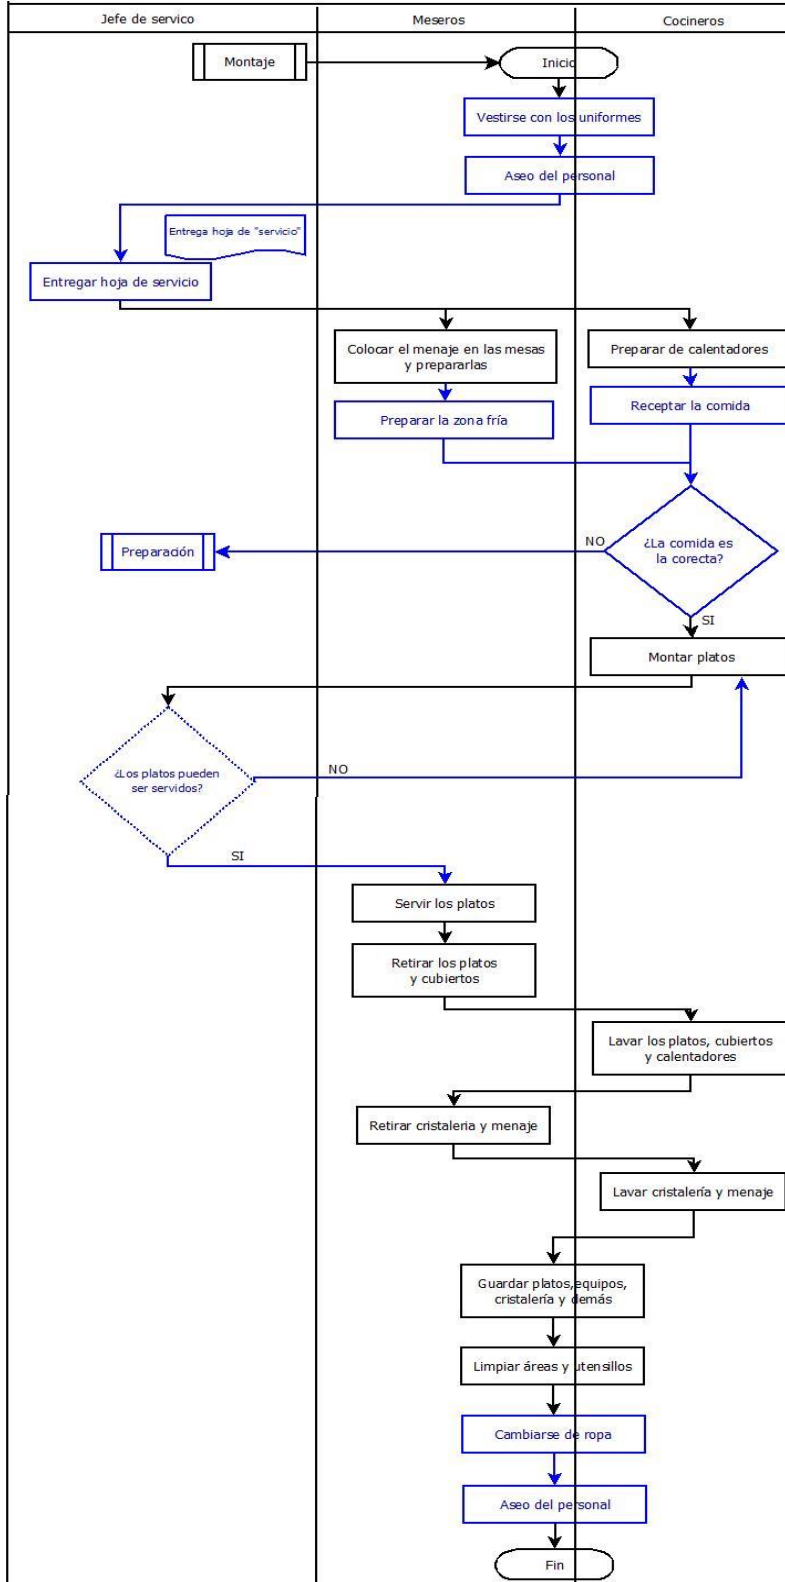 Jefe de servico
Meseros
Cocineros
Montaje
Inicio
Vestirse con los uniformes
Aseo del personal
Entrega hoja de "servicio"
Entregar hoja de servicio
Colocar el menaje en las mesas
y prepararlas
Preparar de calentadores
Preparar la zona fría
Receptar la comida
¿La comida es
la corecta?
NO
Preparación
SI
Montar platos
¿Los platos pueden
ser servidos?
NO
SI
Servir los platos
Retirar los platos
y cubiertos
Lavar los platos, cubiertos
y calentadores
Retirar cristaleria y menaje
Lavar cristalería y menaje
Guardar platos,equipos,
cristalería y demás
Limpiar áreas y utensillos
Cambiarse de ropa
Aseo del personal
Fin